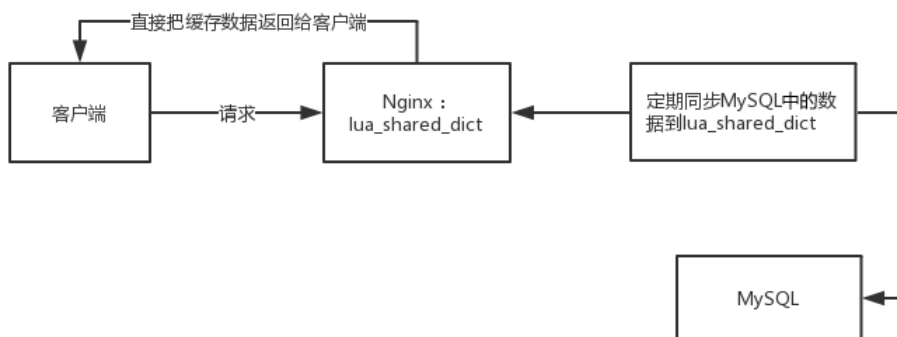 直接把缓存数据返回给客户端
客户端
请求
Nginx：
lua_shared_dict
定期同步MySQL中的数
据到lua_shared_dict
MySQL